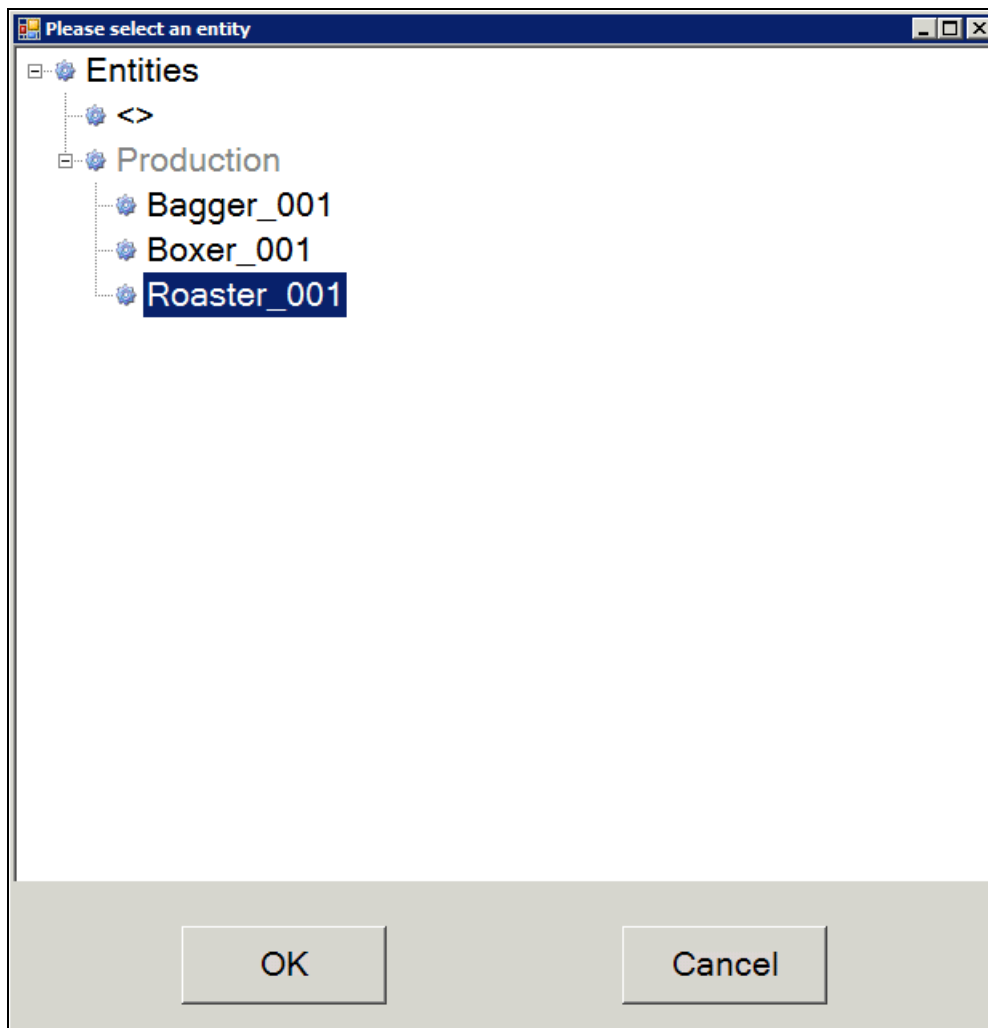 Please select an entity
Entities
<>
Production
Bagger_001
Boxer_001
Roaster_001
OK Cancel